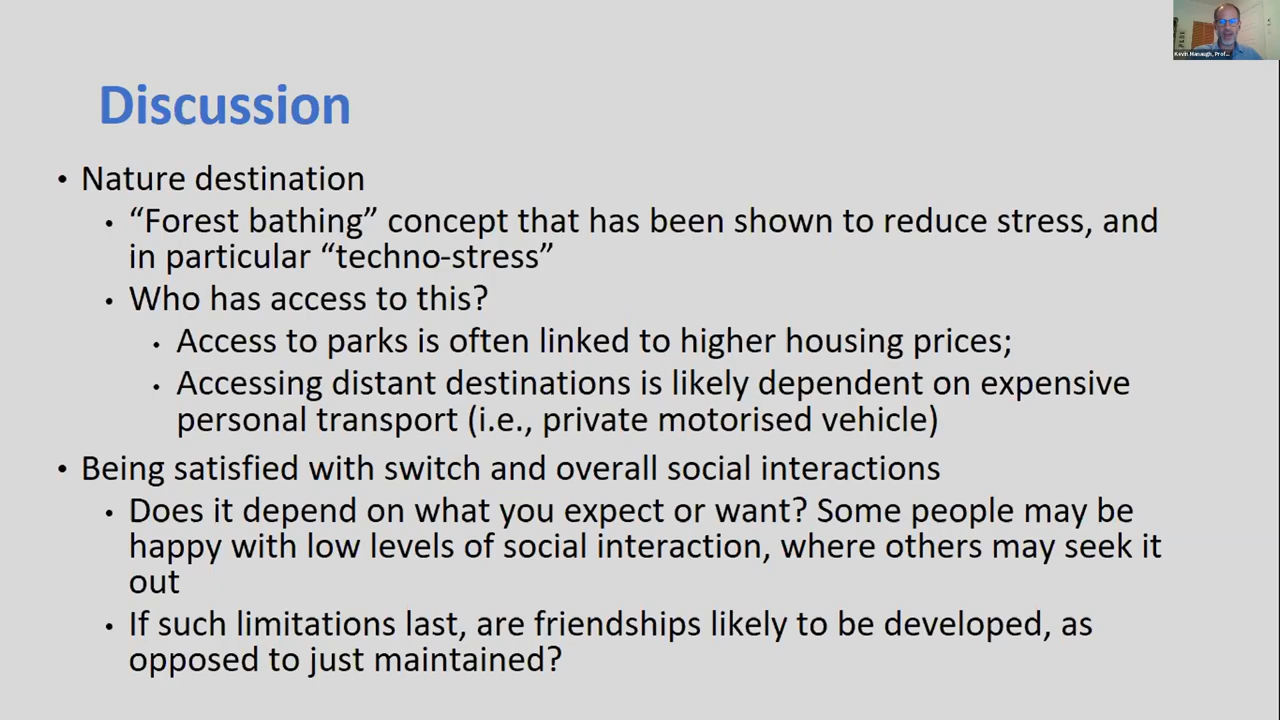 Kevin Manaugh, Prof...
Discussion
• Nature destination
• “Forest bathing” concept that has been shown to reduce stress, and
in particular “techno-stress”
• Who has access to this?
• Access to parks is often linked to higher housing prices;
• Accessing distant destinations is likely dependent on expensive
personal transport (i.e., private motorised vehicle)
• Being satisfied with switch and overall social interactions
• Does it depend on what you expect or want? Some people may be
happy with low levels of social interaction, where others may seek it
out
• If such limitations last, are friendships likely to be developed, as
opposed to just maintained?